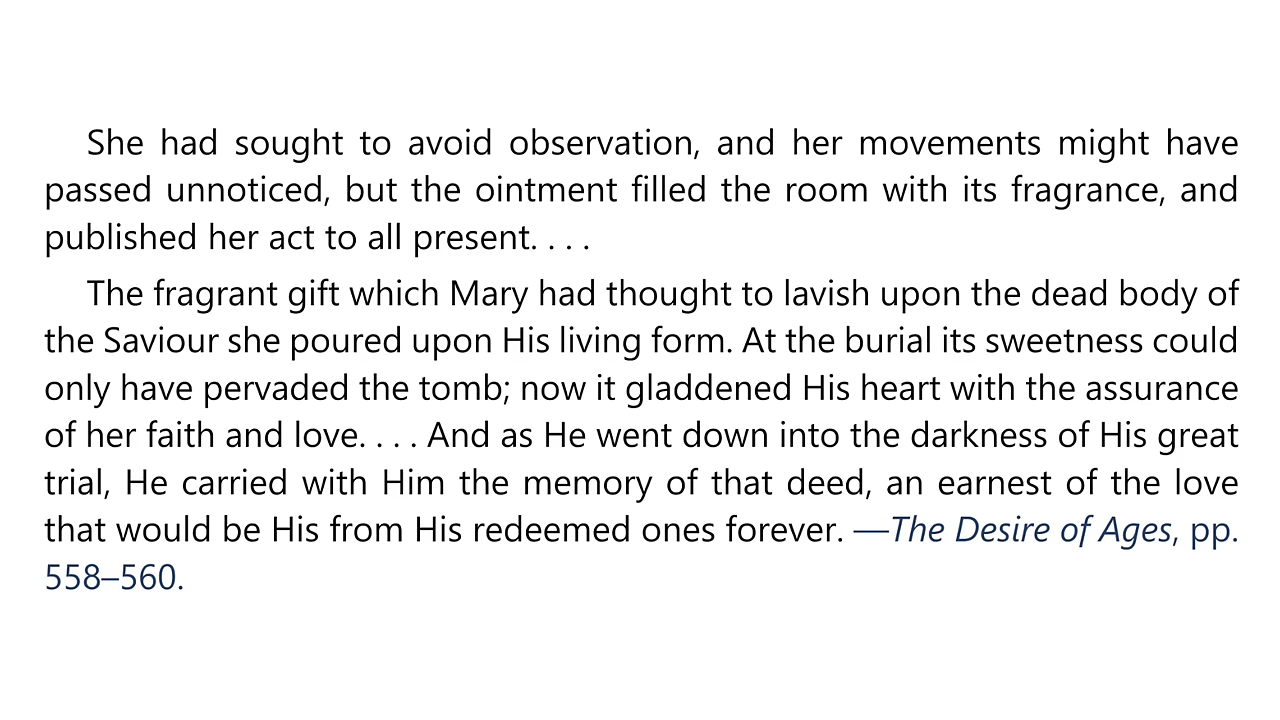 She had sought to avoid observation, and her movements might have
passed unnoticed, but the ointment filled the room with its fragrance, and
published her act to all present. . . .
The fragrant gift which Mary had thought to lavish upon the dead body of
the Saviour she poured upon His living form. At the burial its sweetness could
only have pervaded the tomb; now it gladdened His heart with the assurance
of her faith and love. . . . And as He went down into the darkness of His great
trial, He carried with Him the memory of that deed, an earnest of the love
that would be His from His redeemed ones forever. —The Desire of Ages, pp.
558–560.